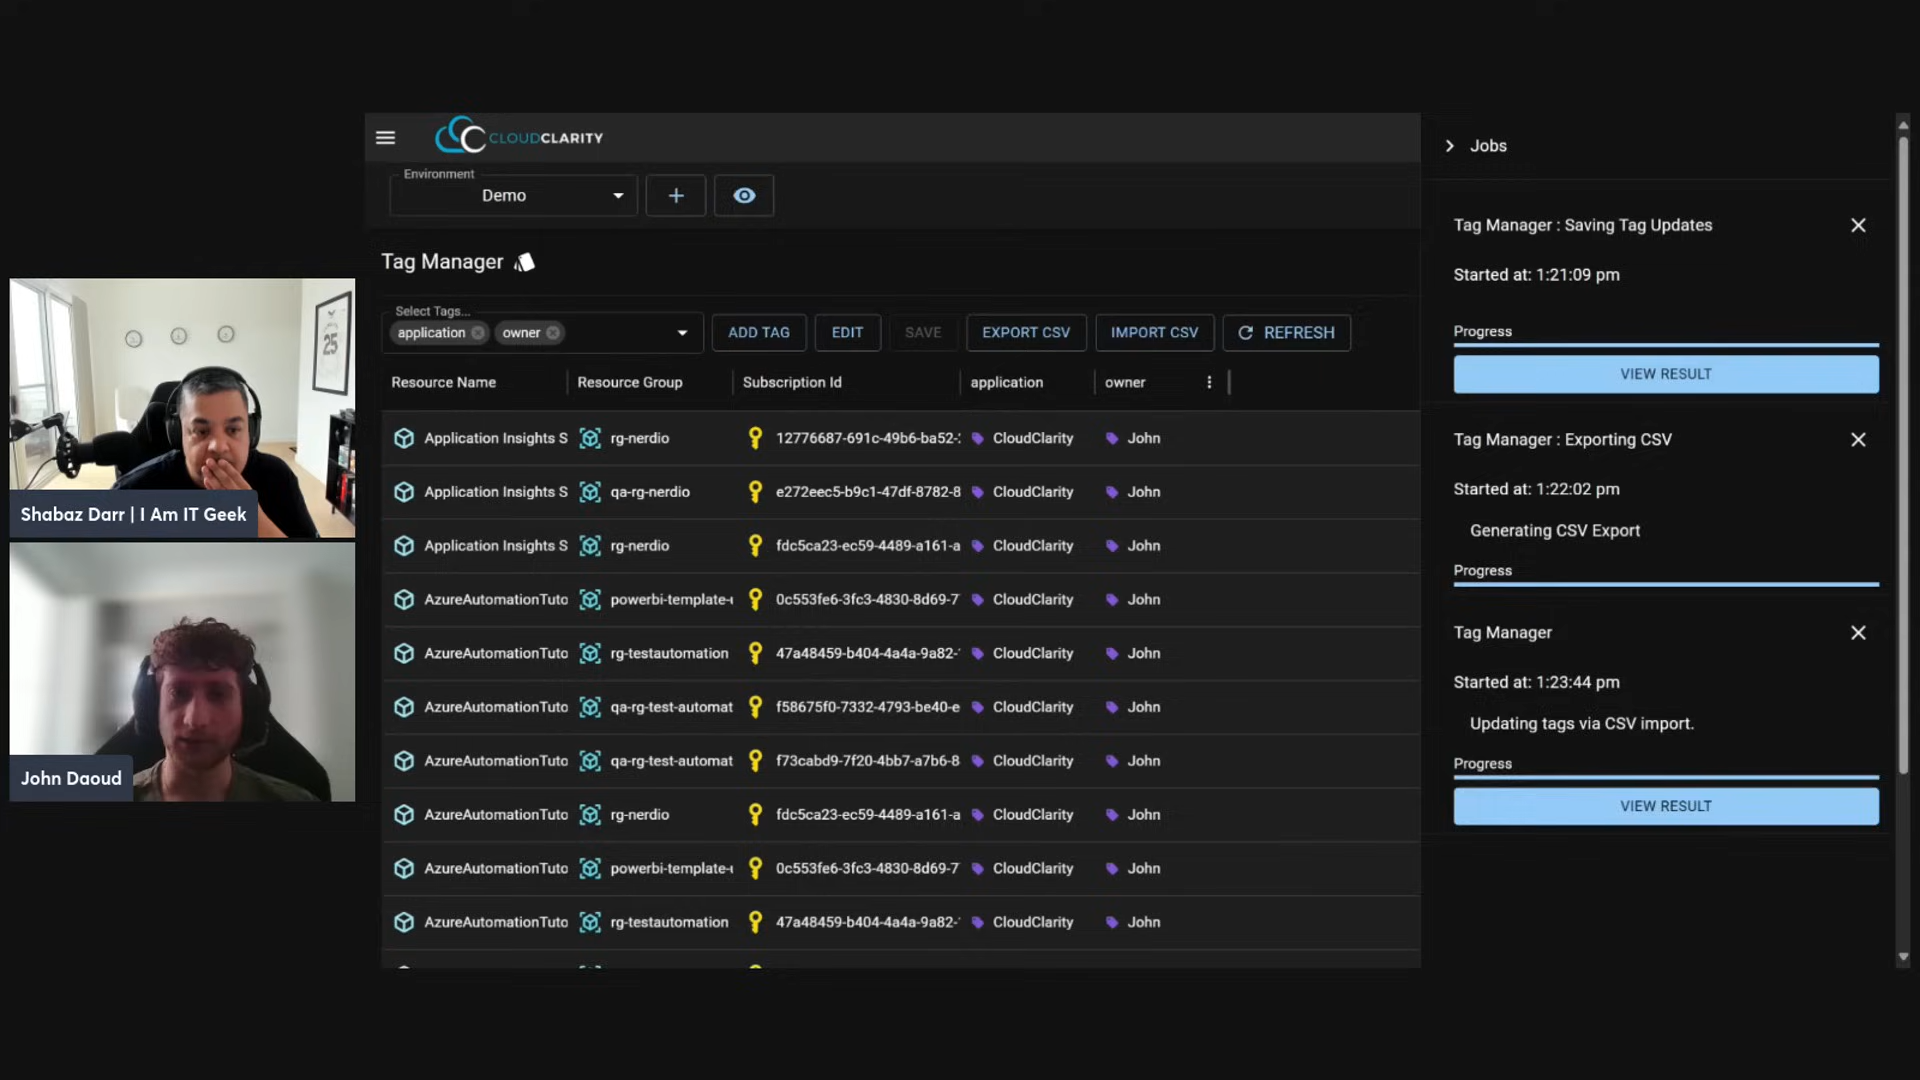 CLOUDCLARITY
Environment
Demo
Tag Manager
Select Tags...
application
owner
ADD TAG
EDIT
SAVE
EXPORT CSV
IMPORT CSV
REFRESH
Resource Name Resource Group Subscription Id application owner
Application Insights S rg-nerdio 12776687-691c-49b6-ba52- CloudClarity John
Application Insights S qa-rg-nerdio e272eec5-b9c1-47df-8782-8 CloudClarity John
Application Insights S rg-nerdio fdc5ca23-ec59-4489-a161-a CloudClarity John
AzureAutomationTuto powerbi-template- 0c553fe6-3fc3-4830-8d69-7 CloudClarity John
AzureAutomationTuto rg-testautomation 47a48459-b404-4a4a-9a82- CloudClarity John
AzureAutomationTuto qa-rg-test-automat f58675f0-7332-4793-be40-e CloudClarity John
AzureAutomationTuto qa-rg-test-automat f73cabd9-7f20-4bb7-a7b6-8 CloudClarity John
AzureAutomationTuto rg-nerdio fdc5ca23-ec59-4489-a161-a CloudClarity John
AzureAutomationTuto powerbi-template- 0c553fe6-3fc3-4830-8d69-7 CloudClarity John
AzureAutomationTuto rg-testautomation 47a48459-b404-4a4a-9a82- CloudClarity John
Jobs
Tag Manager : Saving Tag Updates
Started at: 1:21:09 pm
Progress
VIEW RESULT
Tag Manager : Exporting CSV
Started at: 1:22:02 pm
Generating CSV Export
Progress
Tag Manager
Started at: 1:23:44 pm
Updating tags via CSV import.
Progress
VIEW RESULT
25
Shabaz Darr | I Am IT Geek
John Daoud